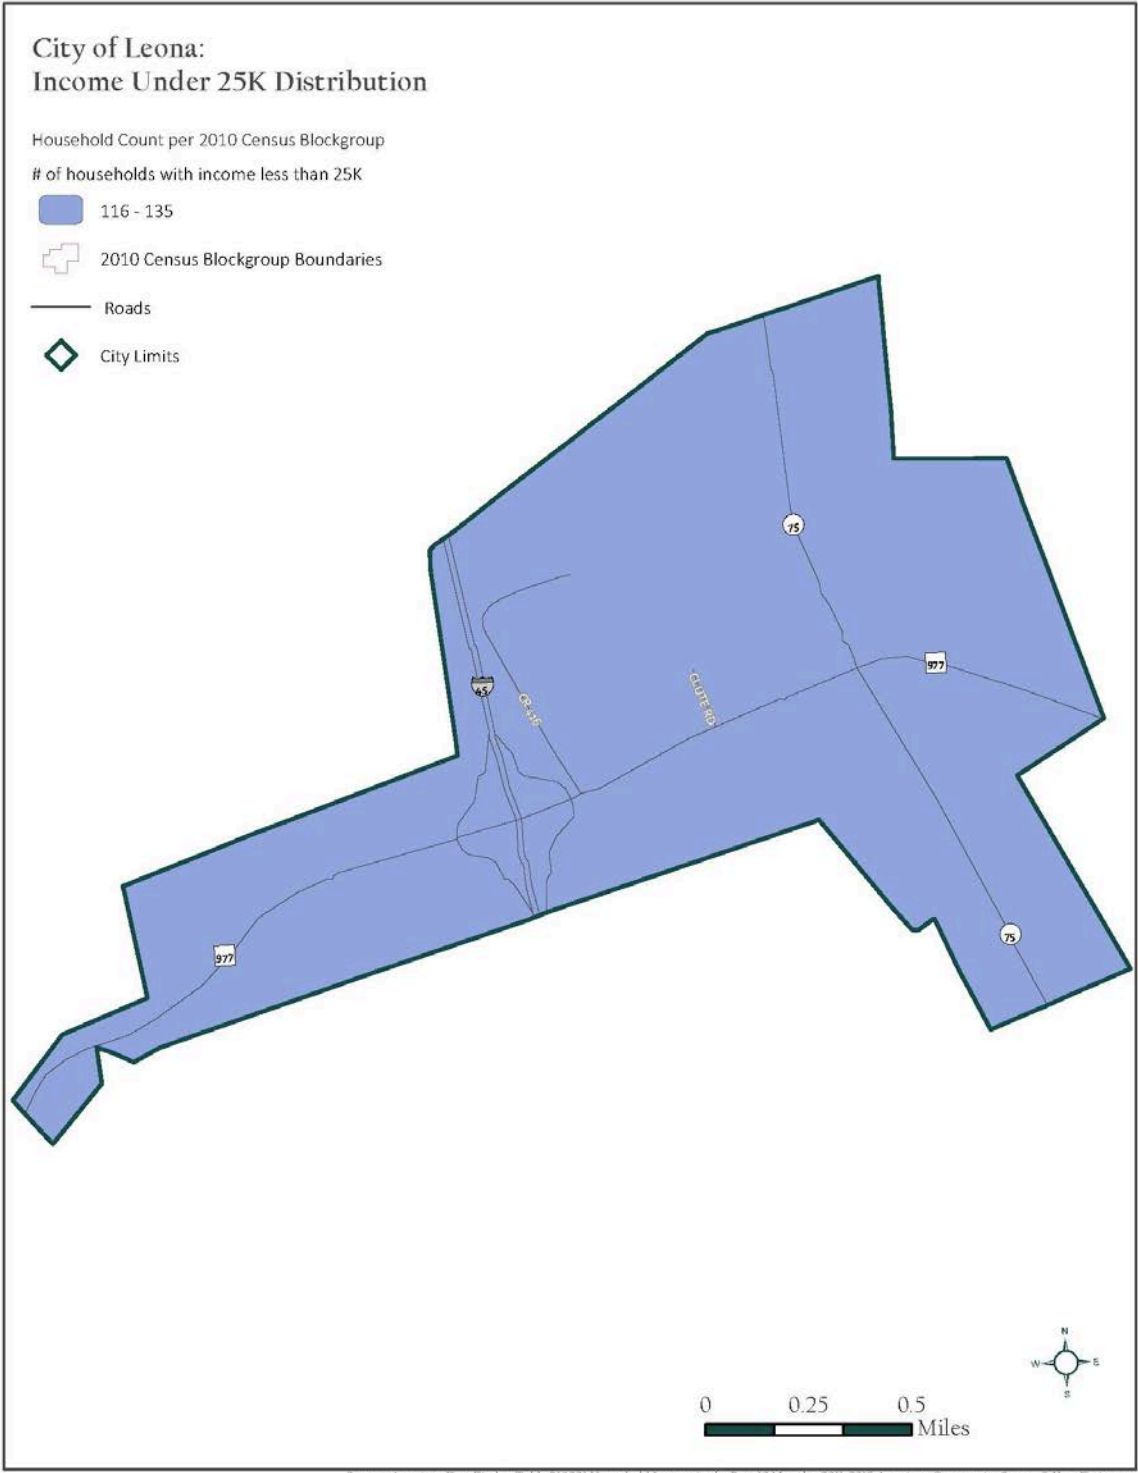 City of Leona:
Income Under 25K Distribution
Household Count per 2010 Census Blockgroup
# of households with income less than 25K
116 - 135
2010 Census Blockgroup Boundaries
Roads
City Limits
75
977
45
CLUTE RD
977
75
N
W
E
S
0 0.25 0.5
Miles